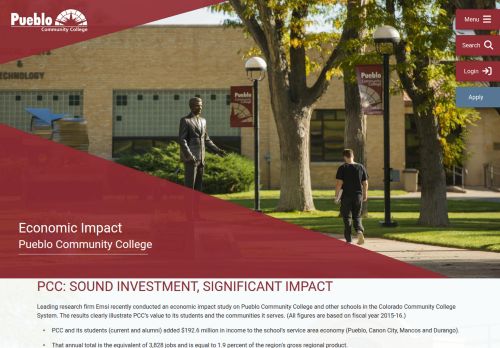 Pueblo
Community College
Menu
Search
Login
Apply
TECHNOLOGY
Pueblo
Pueblo
Economic Impact
Pueblo Community College
PCC: SOUND INVESTMENT, SIGNIFICANT IMPACT
Leading research firm Emsi recently conducted an economic impact study on Pueblo Community College and other schools in the Colorado Community College
System. The results clearly illustrate PCC's value to its students and the communities it serves. (All figures are based on fiscal year 2015-16.)
• PCC and its students (current and alumni) added $192.6 million in income to the school's service area economy (Pueblo, Canon City, Mancos and Durango).
• That annual total is the equivalent of 3,828 jobs and is equal to 1.9 percent of the region's gross regional product.